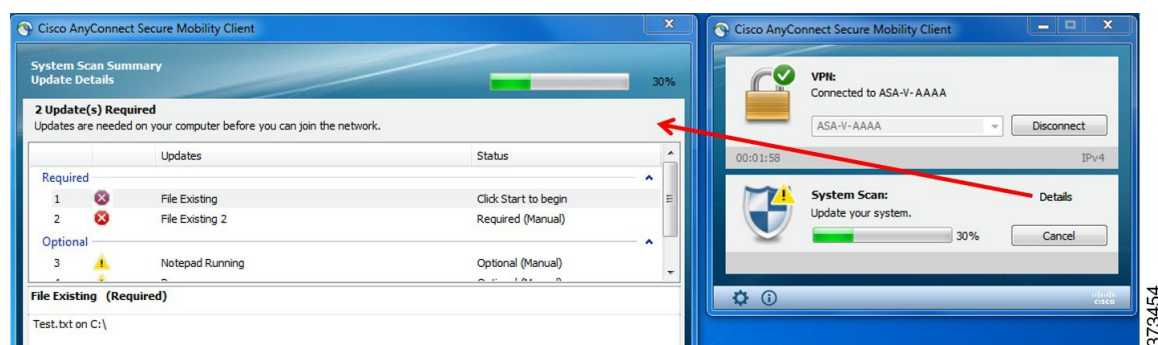 Cisco AnyConnect Secure Mobility Client
System Scan Summary
Update Details
30%
2 Update(s) Required
Updates are needed on your computer before you can join the network.
Updates Status
Required
1 File Existing Click Start to begin
2 File Existing 2 Required (Manual)
Optional
3 Notepad Running Optional (Manual)
File Existing (Required)
Test.txt on C:\
Cisco AnyConnect Secure Mobility Client
VPN:
Connected to ASA-V-AAAA
ASA-V-AAAA Disconnect
00:01:58 IPv4
System Scan: Details
Update your system.
30% Cancel
cisco
373454